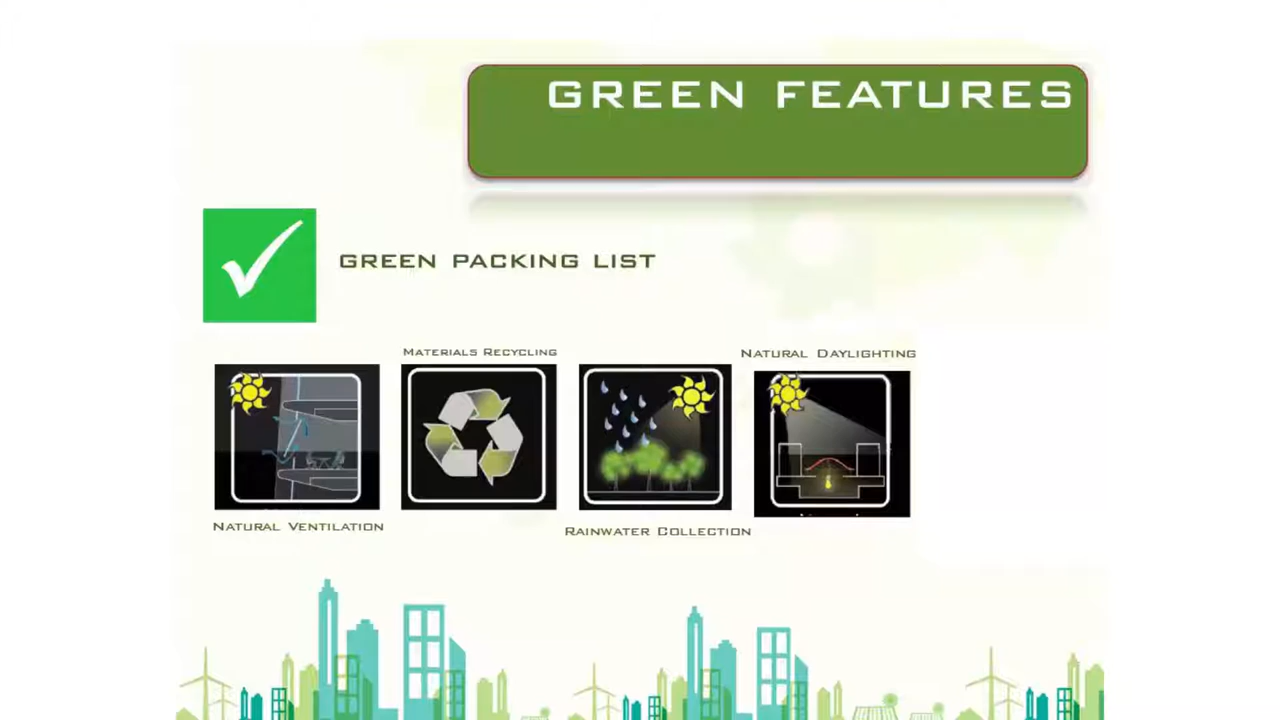 GREEN FEATURES
GREEN PACKING LIST
MATERIALS RECYCLING
NATURAL DAYLIGHTING
NATURAL VENTILATION
RAINWATER COLLECTION